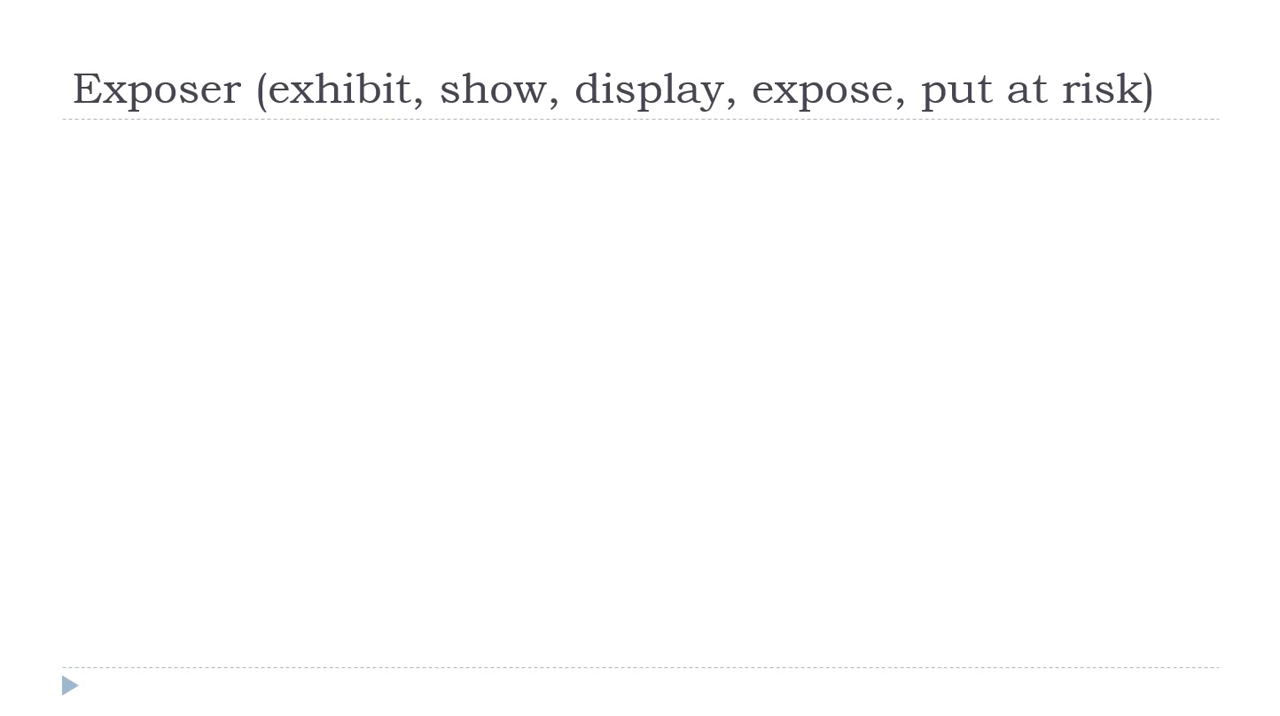 Exposer (exhibit, show, display, expose, put at risk)